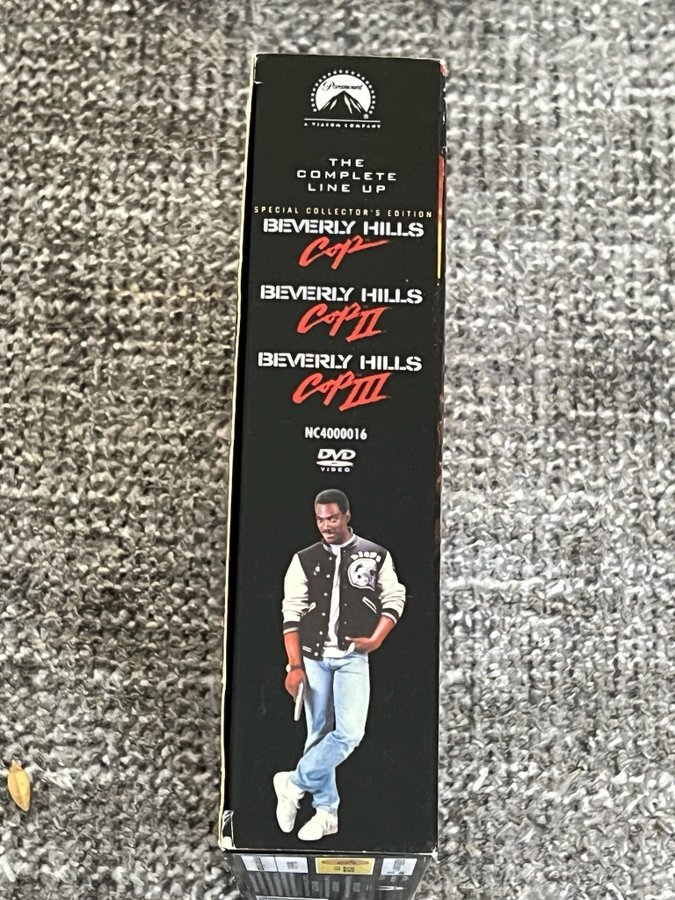 Paramount
A VIACOM COMPANY
THE
COMPLETE
LINE UP
SPECIAL COLLECTOR'S EDITION
BEVERLY HILLS
Cop
BEVERLY HILLS
Cop II
BEVERLY HILLS
Cop III
NC4000016
DVD
VIDEO